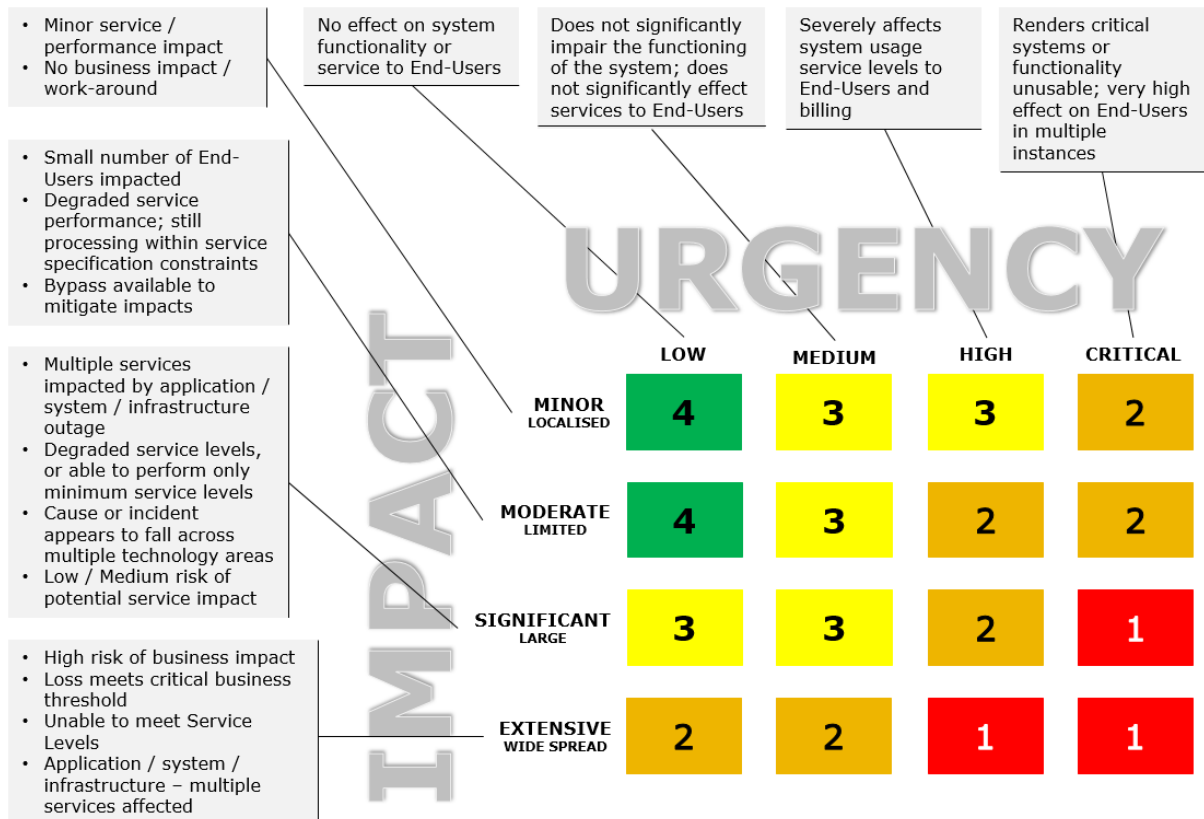 • Minor service /
performance impact
• No business impact /
work-around
No effect on system
functionality or
service to End-Users
Does not significantly
impair the functioning
of the system; does
not significantly effect
services to End-Users
Severely affects
system usage
service levels to
End-Users and
billing
Renders critical
systems or
functionality
unusable; very high
effect on End-Users
in multiple
instances
• Small number of End-
Users impacted
• Degraded service
performance; still
processing within service
specification constraints
• Bypass available to
mitigate impacts
• Multiple services
impacted by application /
system / infrastructure
outage
• Degraded service levels,
or able to perform only
minimum service levels
• Cause or incident
appears to fall across
multiple technology areas
• Low / Medium risk of
potential service impact
• High risk of business impact
• Loss meets critical business
threshold
• Unable to meet Service
Levels
• Application / system /
infrastructure – multiple
services affected
URGENCY
IMPACT
LOW MEDIUM HIGH CRITICAL
MINOR
LOCALISED
4 3 3 2
MODERATE
LIMITED
4 3 2 2
SIGNIFICANT
LARGE
3 3 2 1
EXTENSIVE
WIDE SPREAD
2 2 1 1